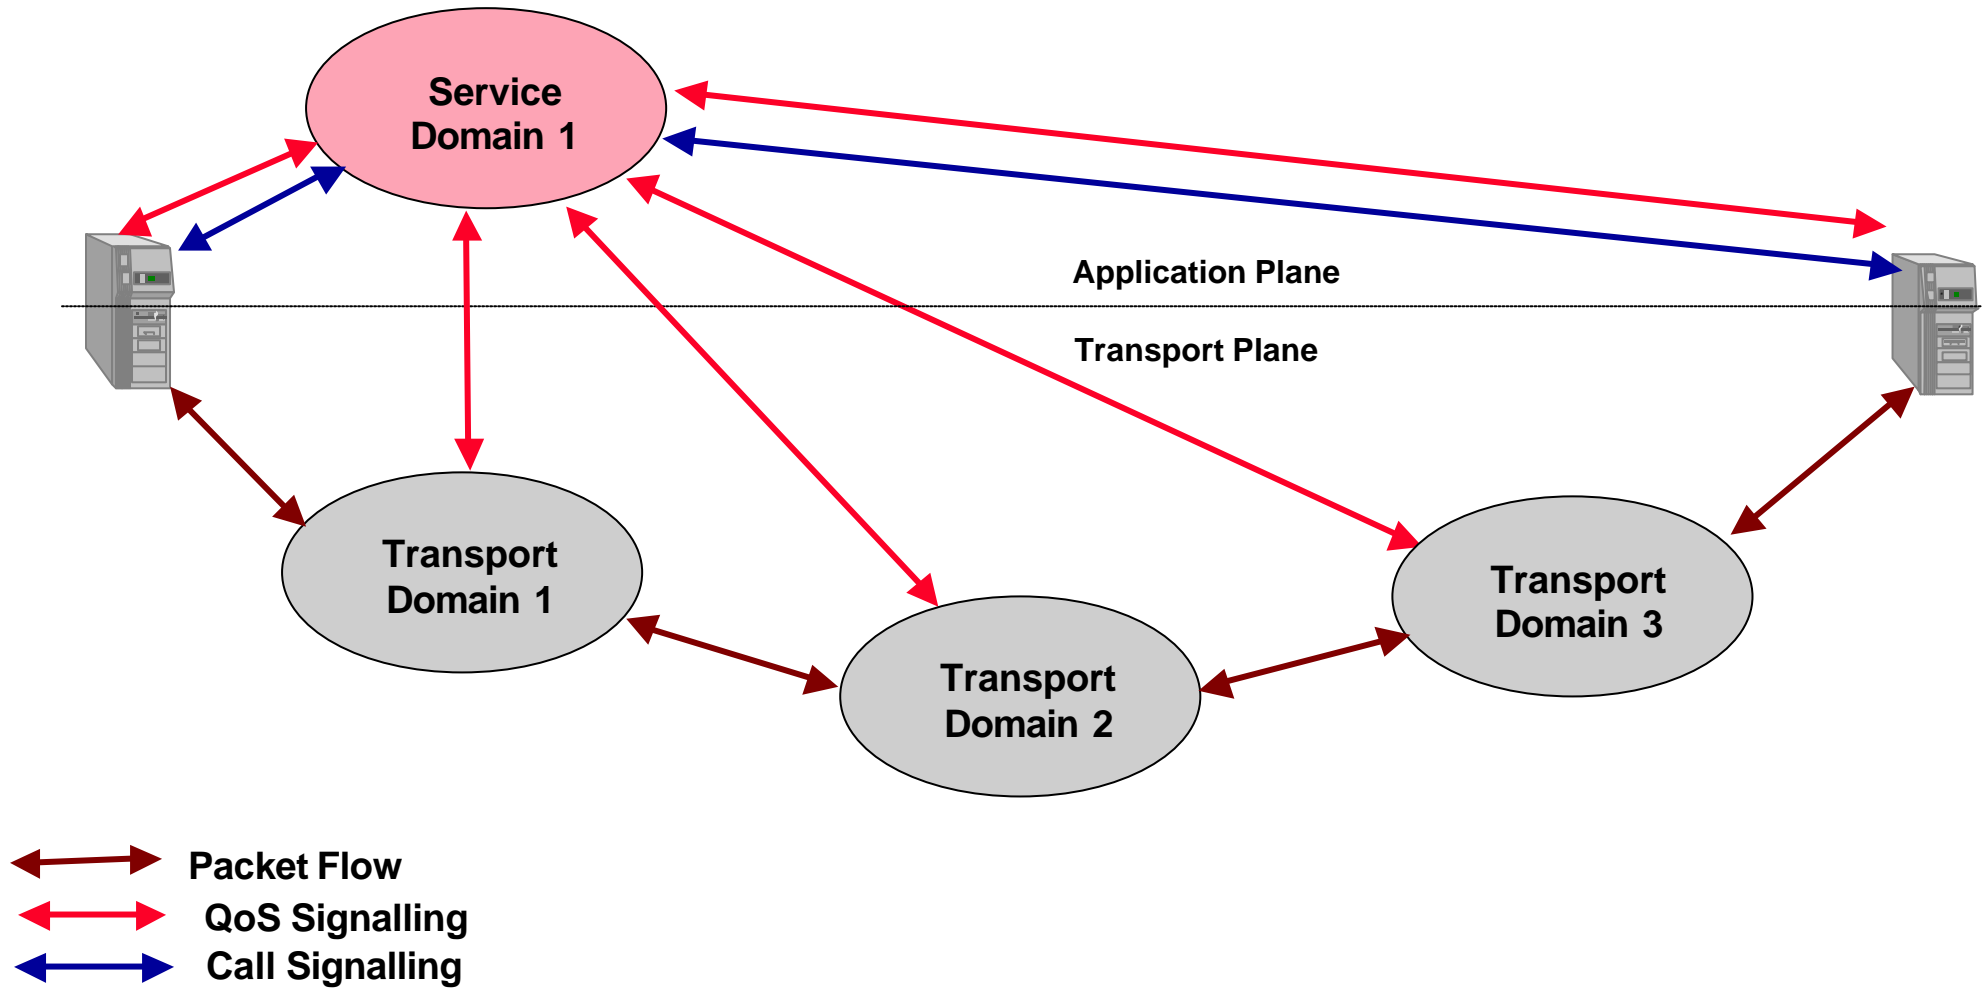 Service
Domain 1
Application Plane
Transport Plane
Transport
Domain 1
Transport
Domain 2
Transport
Domain 3
Packet Flow
QoS Signalling
Call Signalling